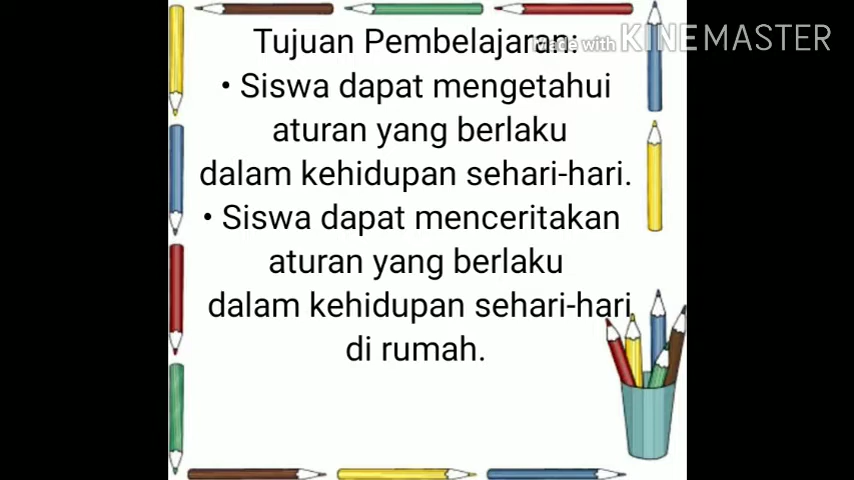 Tujuan Pembelajaran:
Made with KINEMASTER
• Siswa dapat mengetahui
aturan yang berlaku
dalam kehidupan sehari-hari.
• Siswa dapat menceritakan
aturan yang berlaku
dalam kehidupan sehari-hari
di rumah.